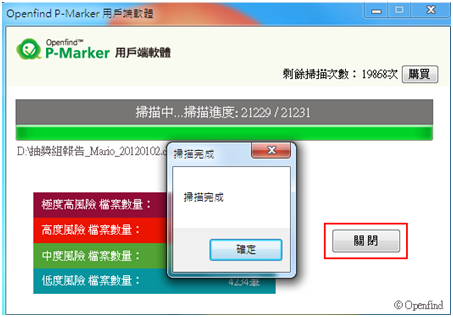 Openfind P-Marker 用戶端軟體
Openfind™
P-Marker 用戶端軟體
剩餘掃描次數： 19868次 購買
掃描中...掃描進度: 21229 / 21231
D:\抽獎組報告_Mario_20120102.
掃描完成
掃描完成
確定
極度高風險 檔案數量：
高度風險 檔案數量：
中度風險 檔案數量：
低度風險 檔案數量： 4234筆
關閉
© Openfind